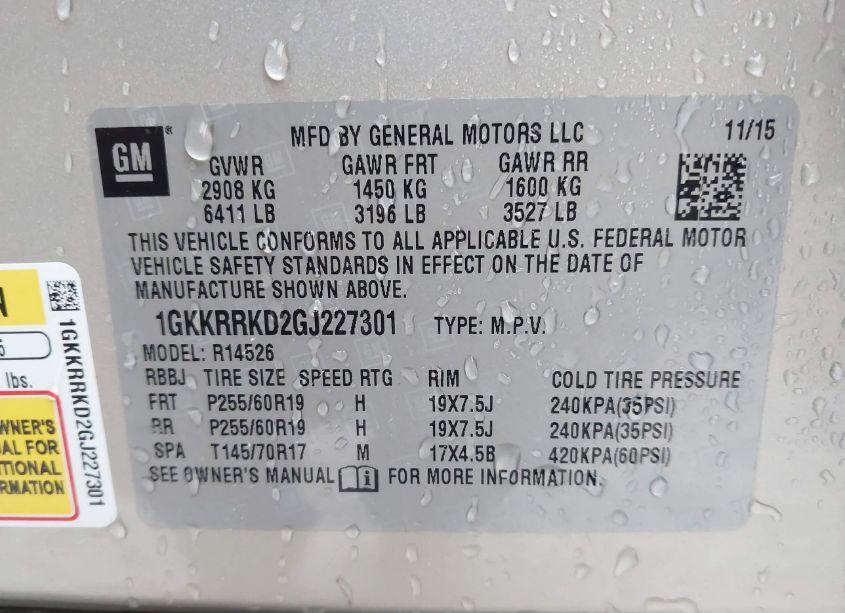 GM ®
MFD BY GENERAL MOTORS LLC 11/15
GVWR GAWR FRT GAWR RR
2908 KG 1450 KG 1600 KG
6411 LB 3196 LB 3527 LB
THIS VEHICLE CONFORMS TO ALL APPLICABLE U.S. FEDERAL MOTOR
VEHICLE SAFETY STANDARDS IN EFFECT ON THE DATE OF
MANUFACTURE SHOWN ABOVE.
1GKKRRKD2GJ227301 TYPE: M.P.V.
MODEL: R14526
RBBJ TIRE SIZE SPEED RTG RIM COLD TIRE PRESSURE
FRT P255/60R19 H 19X7.5J 240KPA(35PSI)
RR P255/60R19 H 19X7.5J 240KPA(35PSI)
SPA T145/70R17 M 17X4.5B 420KPA(60PSI)
SEE OWNER'S MANUAL i FOR MORE INFORMATION.
1GKKRRKD2GJ227301
lbs.
FOR